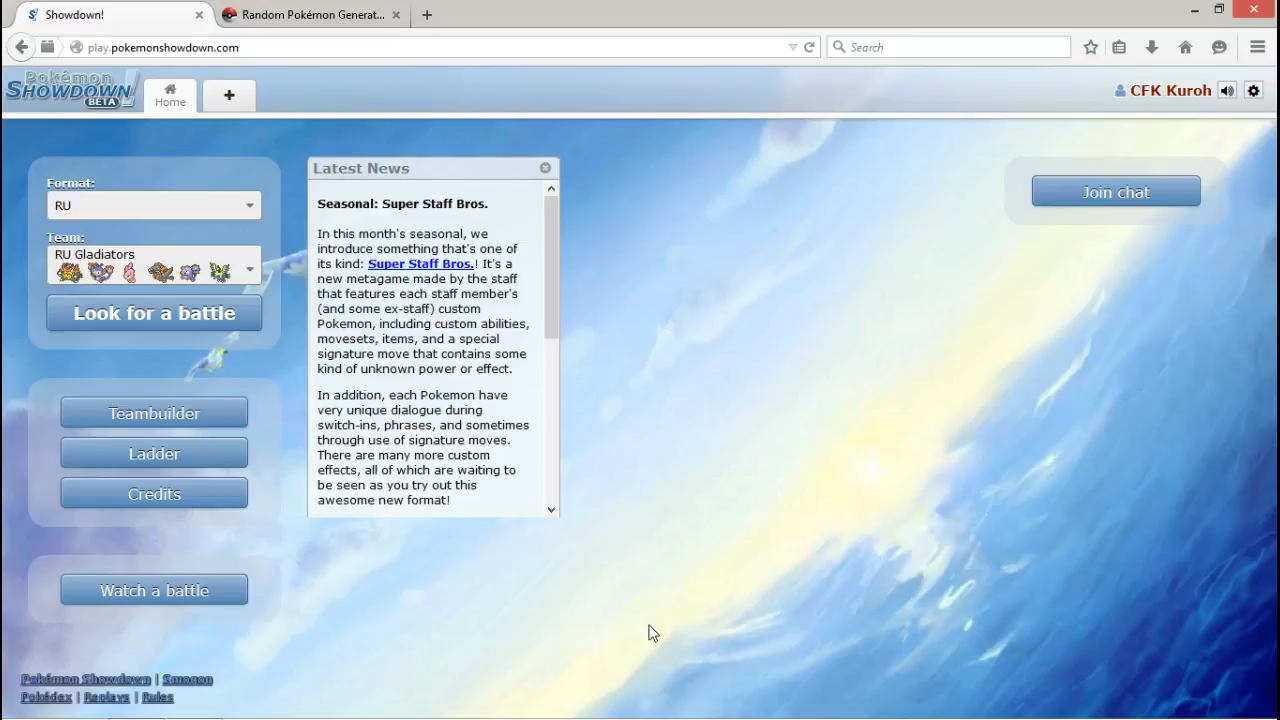 Showdown!
Random Pokémon Generat...
play.pokemonshowdown.com
Search
Pokémon
SHOWDOWN!
BETA
Home
CFK Kuroh
Format:
RU
Team:
RU Gladiators
Look for a battle
Teambuilder
Ladder
Credits
Watch a battle
Latest News
Seasonal: Super Staff Bros.
In this month's seasonal, we
introduce something that's one of
its kind: Super Staff Bros.! It's a
new metagame made by the staff
that features each staff member's
(and some ex-staff) custom
Pokemon, including custom abilities,
movesets, items, and a special
signature move that contains some
kind of unknown power or effect.
In addition, each Pokemon have
very unique dialogue during
switch-ins, phrases, and sometimes
through use of signature moves.
There are many more custom
effects, all of which are waiting to
be seen as you try out this
awesome new format!
Join chat
Pokémon Showdown | Smogon
Pokédex | Replays | Rules